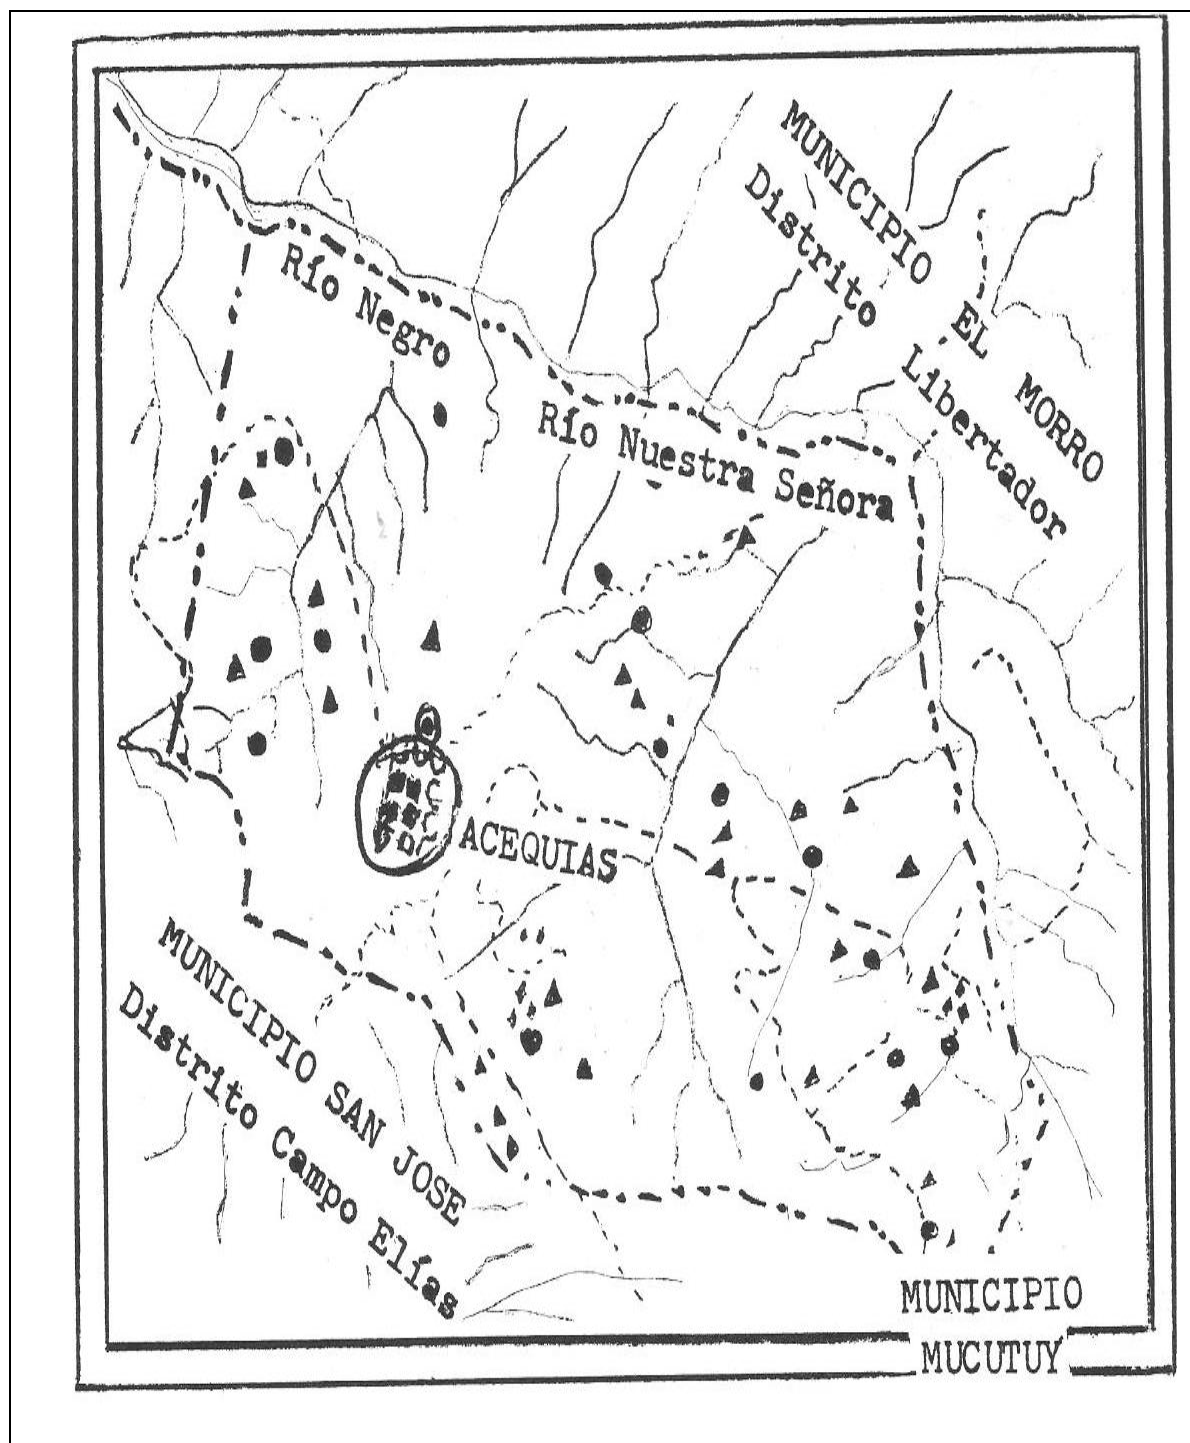 MUNICIPIO EL MORRO
Distrito Libertador
Río Negro
Río Nuestra Señora
ACEQUIAS
MUNICIPIO SAN JOSE
Distrito Campo Elías
MUNICIPIO
MUCUTUY